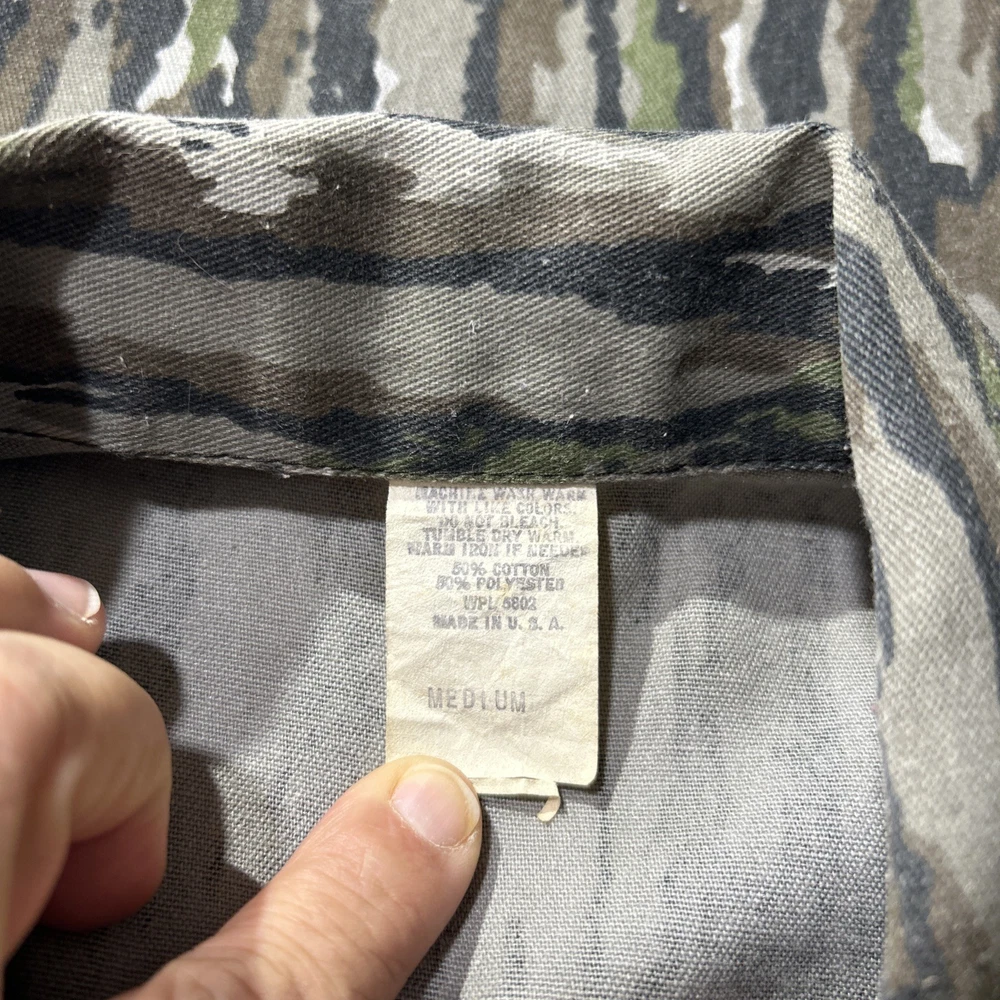 MACHINE WASH WARM
WITH LIKE COLORS.
DO NOT BLEACH
TUMBLE DRY WARM
WARM IRON IF NEEDED
50% COTTON
50% POLYESTED
WPL 5802
MADE IN U. S. A.
MEDIUM